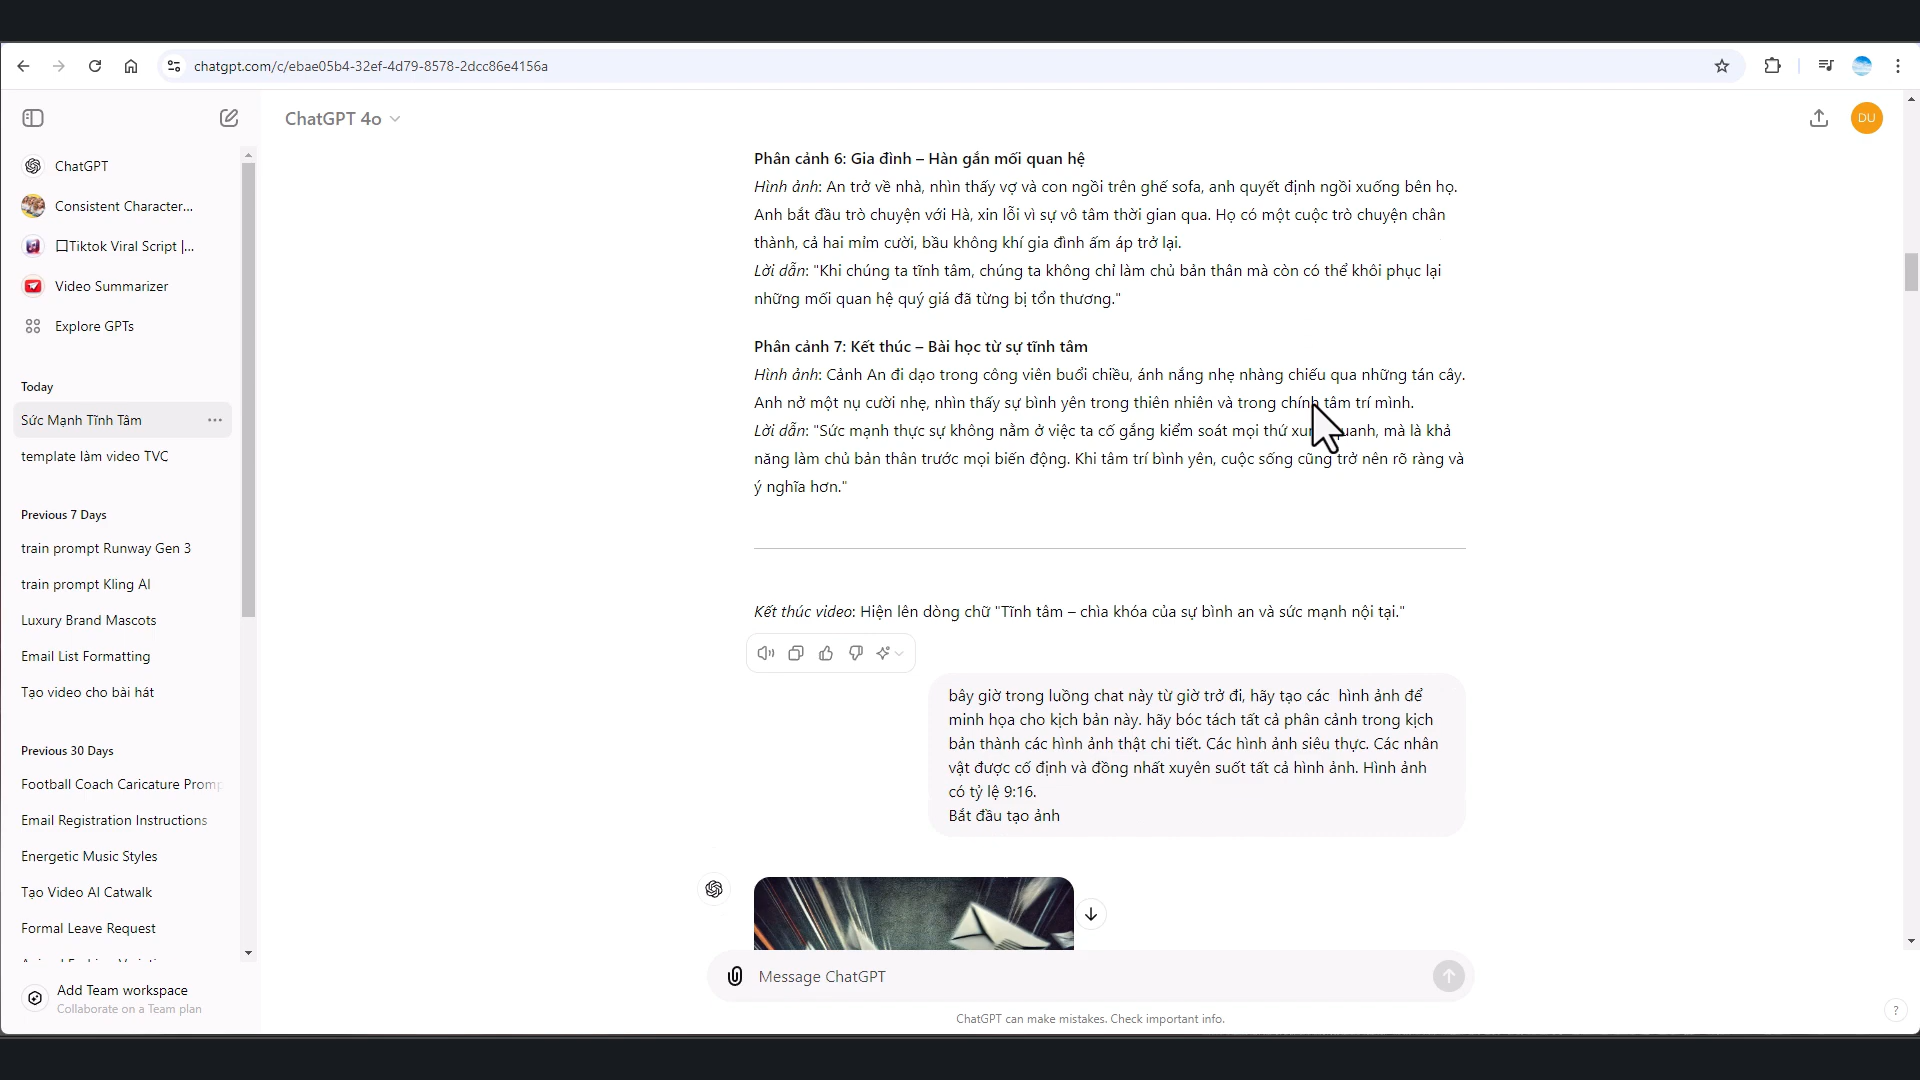 chatgpt.com/c/ebae05b4-32ef-4d79-8578-2dcc86e4156a
ChatGPT 4o
DU
ChatGPT
Consistent Character...
Tiktok Viral Script |...
Video Summarizer
Explore GPTs
Today
Sức Mạnh Tĩnh Tâm
template làm video TVC
Previous 7 Days
train prompt Runway Gen 3
train prompt Kling AI
Luxury Brand Mascots
Email List Formatting
Tạo video cho bài hát
Previous 30 Days
Football Coach Caricature Promp
Email Registration Instructions
Energetic Music Styles
Tạo Video AI Catwalk
Formal Leave Request
Add Team workspace
Collaborate on a Team plan
Phân cảnh 6: Gia đình – Hàn gắn mối quan hệ
Hình ảnh: An trở về nhà, nhìn thấy vợ và con ngồi trên ghế sofa, anh quyết định ngồi xuống bên họ.
Anh bắt đầu trò chuyện với Hà, xin lỗi vì sự vô tâm thời gian qua. Họ có một cuộc trò chuyện chân
thành, cả hai mỉm cười, bầu không khí gia đình ấm áp trở lại.
Lời dẫn: "Khi chúng ta tĩnh tâm, chúng ta không chỉ làm chủ bản thân mà còn có thể khôi phục lại
những mối quan hệ quý giá đã từng bị tổn thương."
Phân cảnh 7: Kết thúc – Bài học từ sự tĩnh tâm
Hình ảnh: Cảnh An đi dạo trong công viên buổi chiều, ánh nắng nhẹ nhàng chiếu qua những tán cây.
Anh nở một nụ cười nhẹ, nhìn thấy sự bình yên trong thiên nhiên và trong chính tâm trí mình.
Lời dẫn: "Sức mạnh thực sự không nằm ở việc ta cố gắng kiểm soát mọi thứ xung quanh, mà là khả
năng làm chủ bản thân trước mọi biến động. Khi tâm trí bình yên, cuộc sống cũng trở nên rõ ràng và
ý nghĩa hơn."
Kết thúc video: Hiện lên dòng chữ "Tĩnh tâm – chìa khóa của sự bình an và sức mạnh nội tại."
bây giờ trong luồng chat này từ giờ trở đi, hãy tạo các hình ảnh để
minh họa cho kịch bản này. hãy bóc tách tất cả phân cảnh trong kịch
bản thành các hình ảnh thật chi tiết. Các hình ảnh siêu thực. Các nhân
vật được cố định và đồng nhất xuyên suốt tất cả hình ảnh. Hình ảnh
có tỷ lệ 9:16.
Bắt đầu tạo ảnh
Message ChatGPT
ChatGPT can make mistakes. Check important info.
?